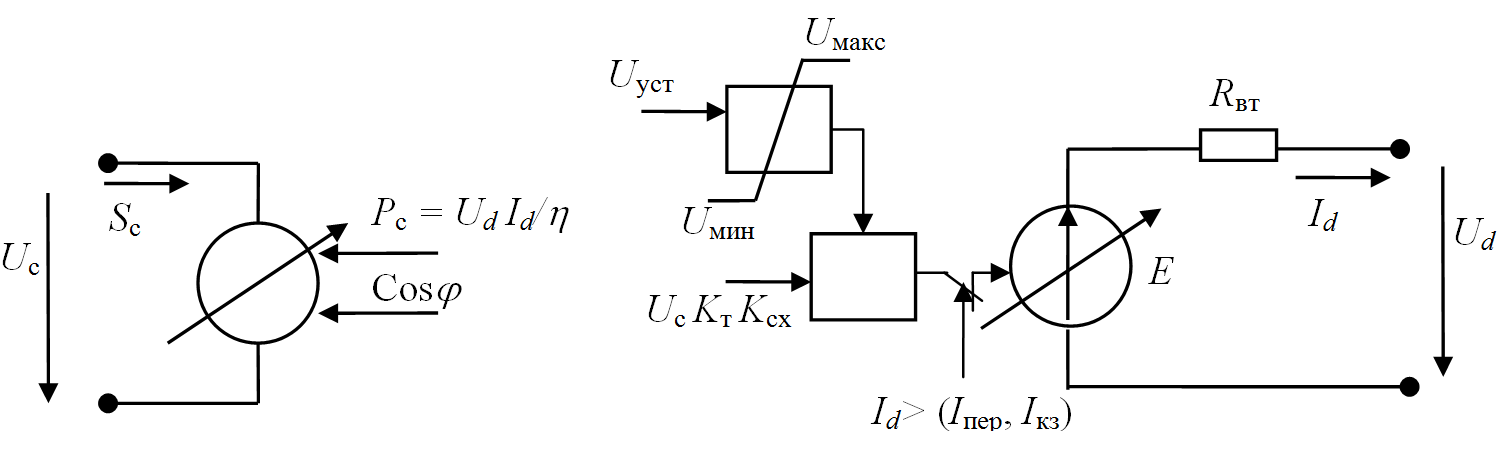 Sс
Uс
Pс = Ud Id/η
Cosφ
Uмакс
Uуст
Uмин
Uс Kт Kсх
Id> (Iпер, Iкз)
Rвт
Id
E
Ud